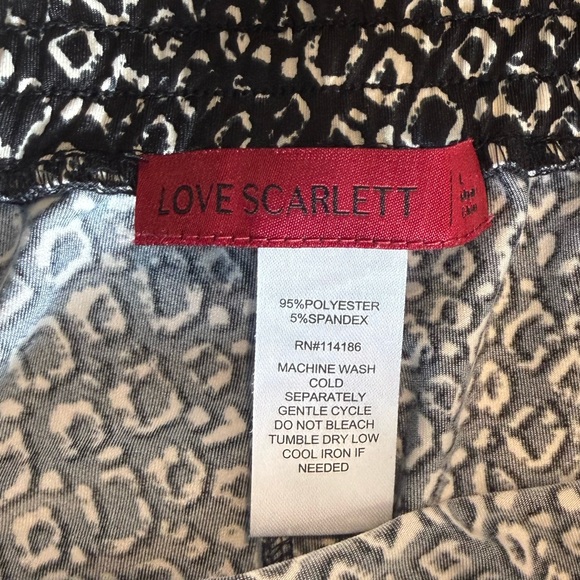 LOVE SCARLETT
95%POLYESTER
5%SPANDEX
RN#114186
MACHINE WASH
COLD
SEPARATELY
GENTLE CYCLE
DO NOT BLEACH
TUMBLE DRY LOW
COOL IRON IF
NEEDED